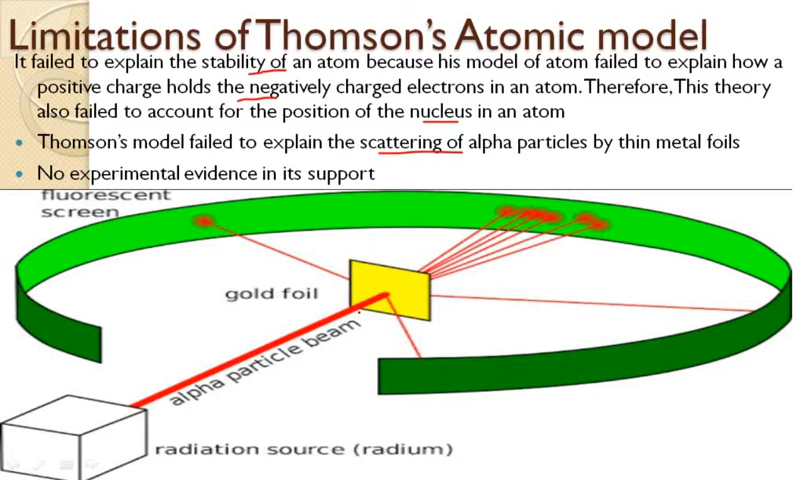 Limitations of Thomson's Atomic model
It failed to explain the stability of an atom because his model of atom failed to explain how a
positive charge holds the negatively charged electrons in an atom. Therefore, This theory
also failed to account for the position of the nucleus in an atom
• Thomson's model failed to explain the scattering of alpha particles by thin metal foils
• No experimental evidence in its support
fluorescent
screen
gold foil
alpha particle beam
radiation source (radium)